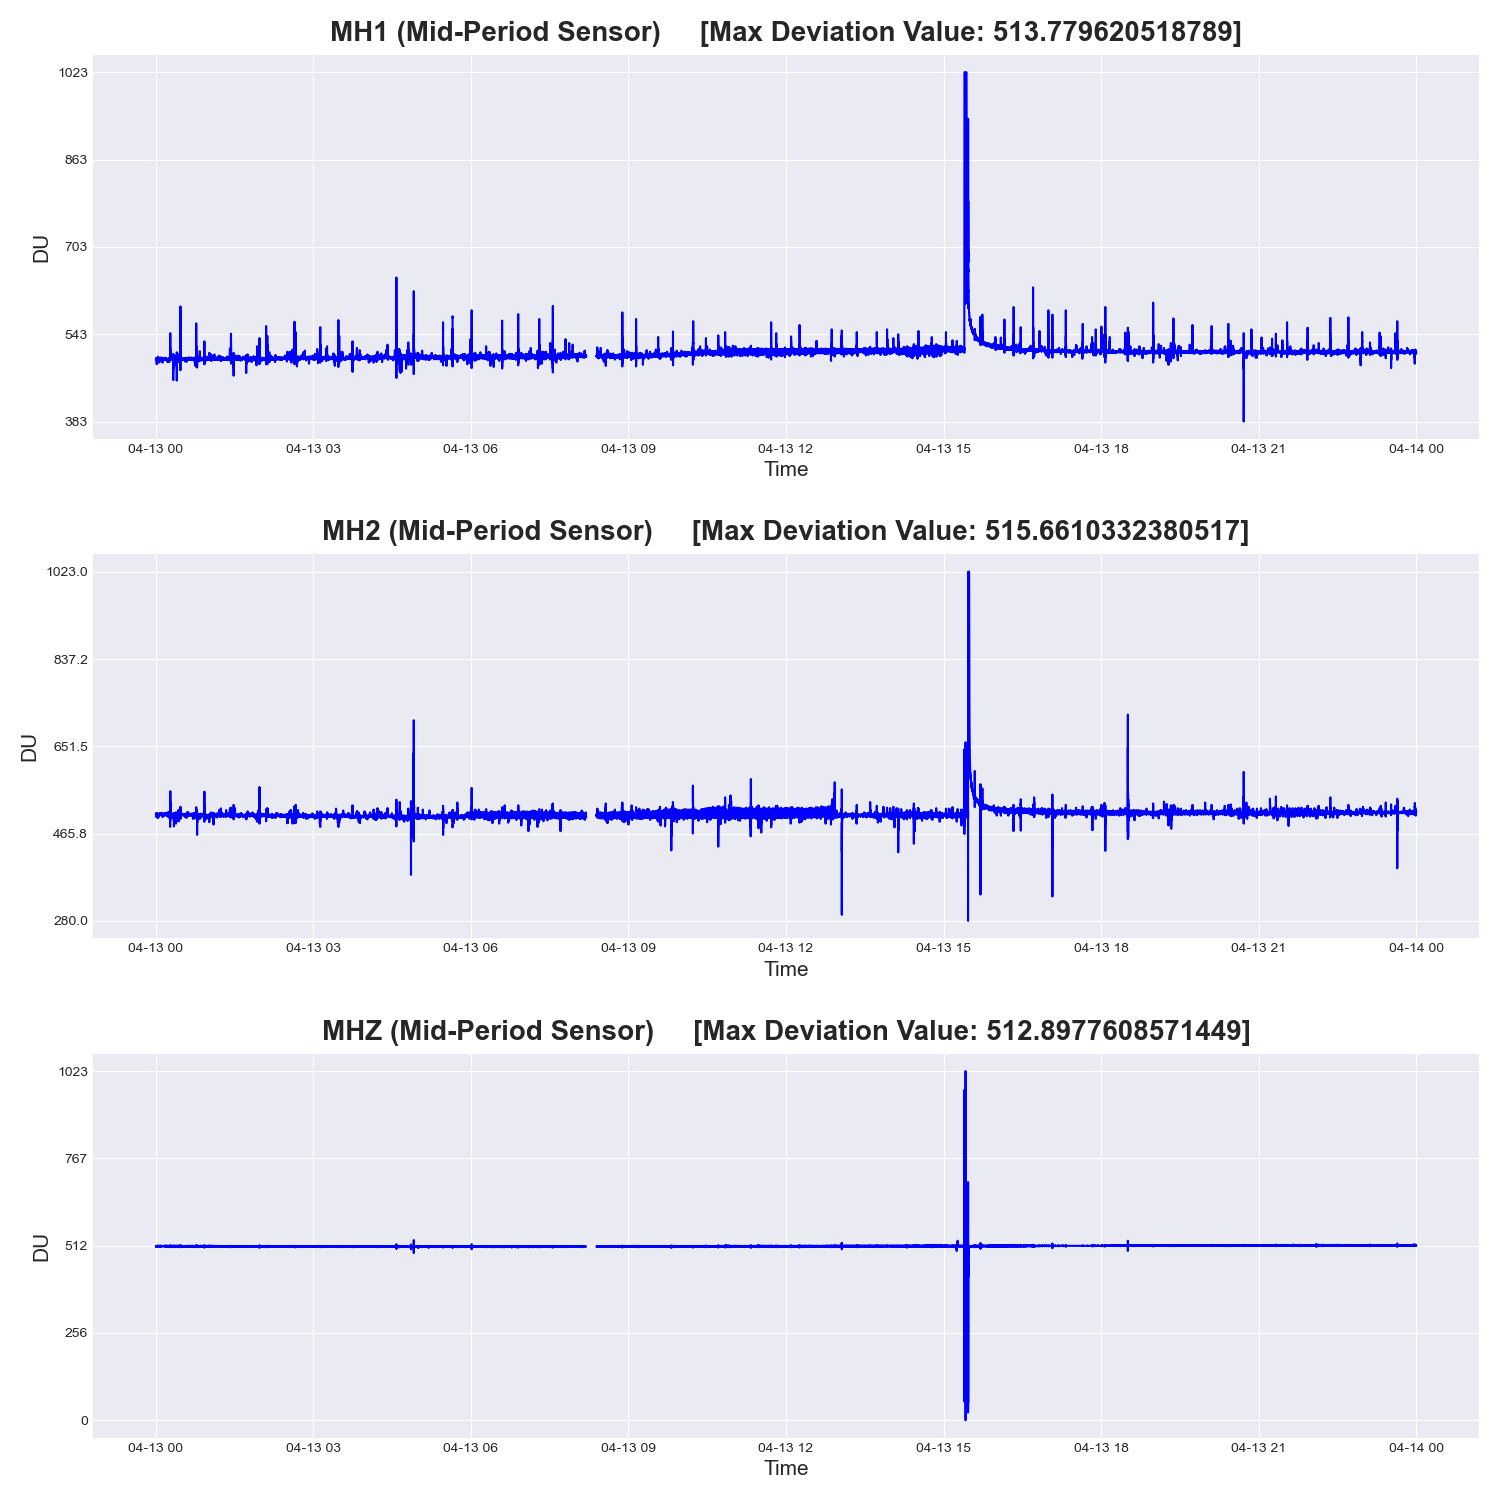 MH1 (Mid-Period Sensor) [Max Deviation Value: 513.779620518789]
1023
863
703
543
383
DU
04-13 00 04-13 03 04-13 06 04-13 09 04-13 12 04-13 15 04-13 18 04-13 21 04-14 00
Time
MH2 (Mid-Period Sensor) [Max Deviation Value: 515.6610332380517]
1023.0
837.2
651.5
465.8
280.0
DU
04-13 00 04-13 03 04-13 06 04-13 09 04-13 12 04-13 15 04-13 18 04-13 21 04-14 00
Time
MHZ (Mid-Period Sensor) [Max Deviation Value: 512.8977608571449]
1023
767
512
256
0
DU
04-13 00 04-13 03 04-13 06 04-13 09 04-13 12 04-13 15 04-13 18 04-13 21 04-14 00
Time